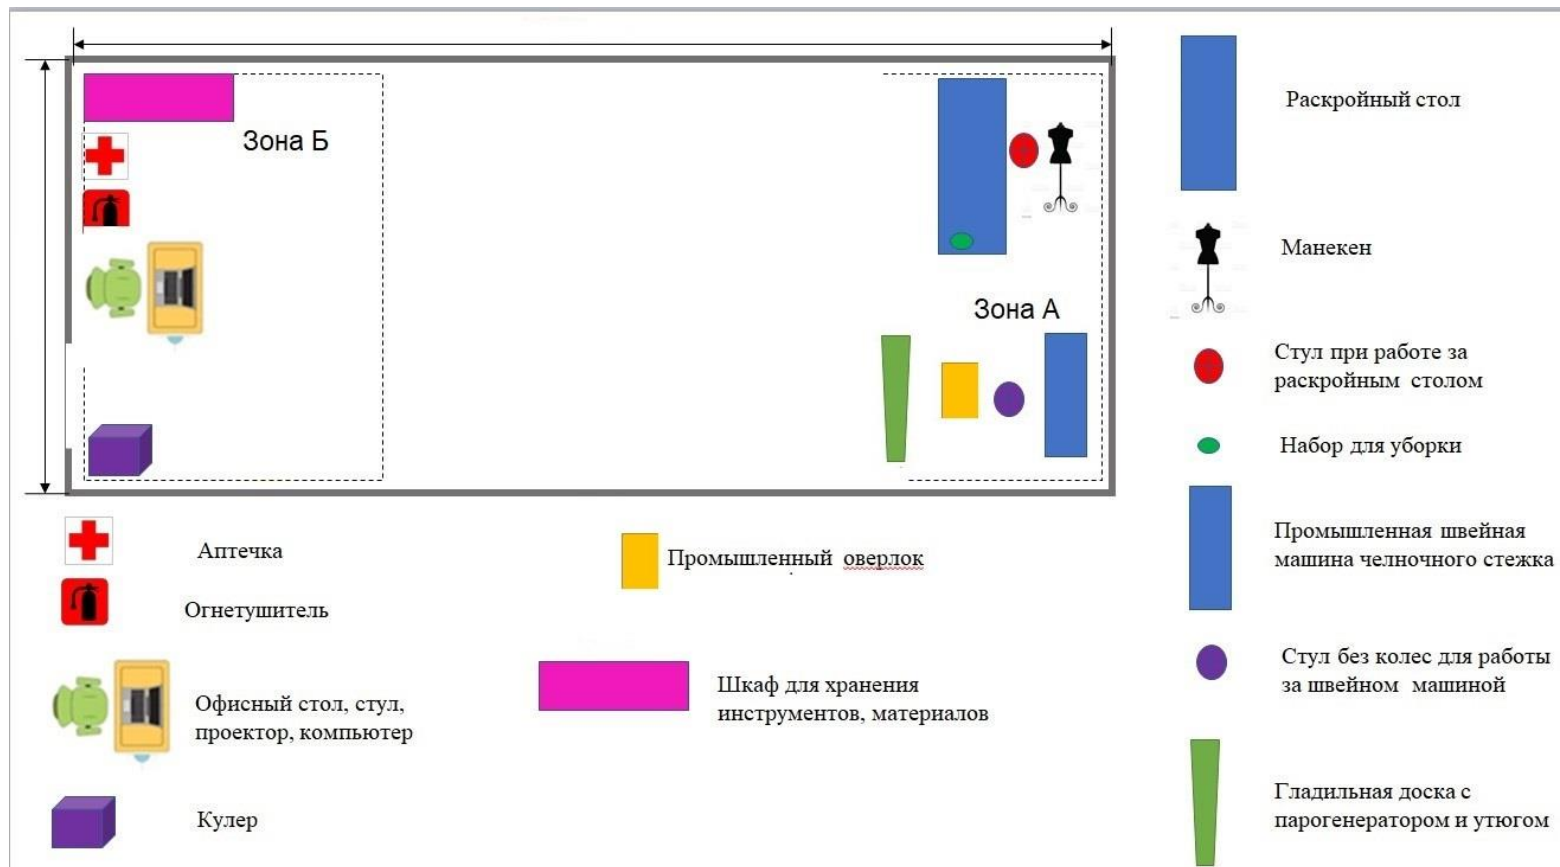 Зона Б
Зона А
Раскройный стол
Манекен
Стул при работе за
раскройным столом
Набор для уборки
Промышленная швейная
машина челночного стежка
Стул без колес для работы
за швейном машиной
Гладильная доска с
парогенератором и утюгом
Аптечка
Огнетушитель
Офисный стол, стул,
проектор, компьютер
Кулер
Промышленный оверлок
Шкаф для хранения
инструментов, материалов